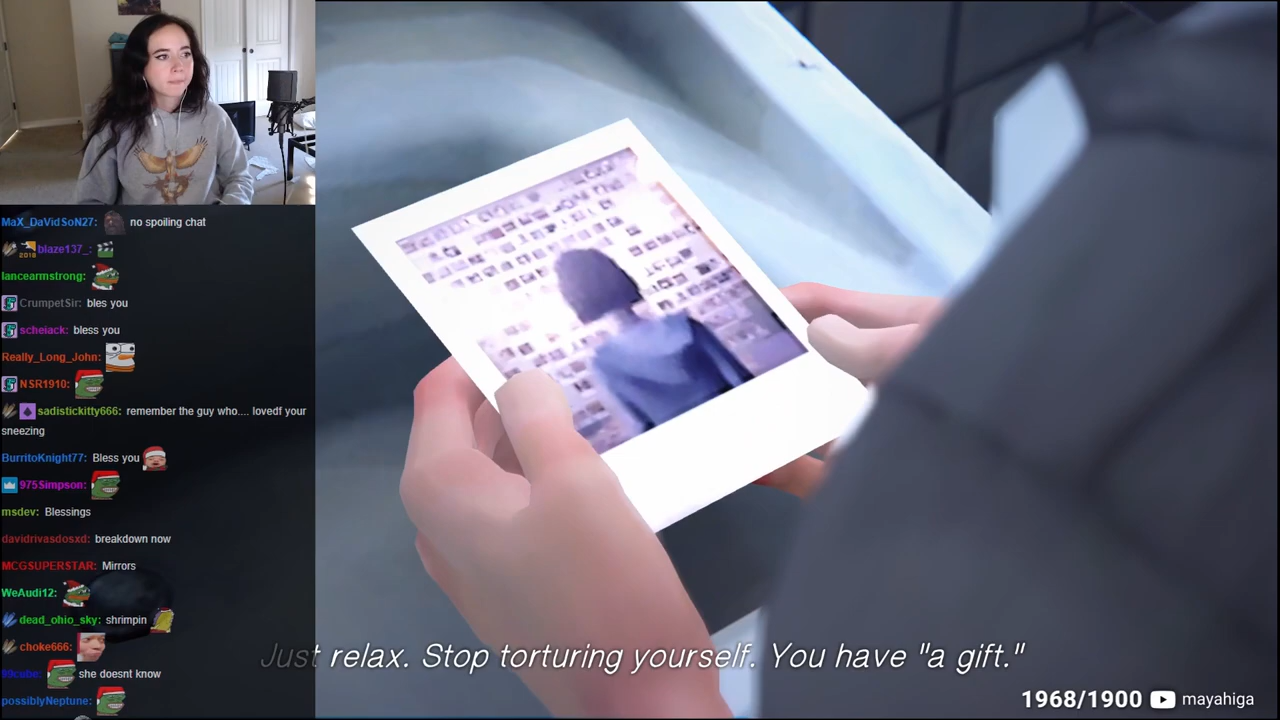 MaX_DaVidSoN27: no spoiling chat
2018 blaze137_:
lancearmstrong:
CrumpetSir: bles you
scheiack: bless you
Really_Long_John:
NSR1910:
sadistickitty666: remember the guy who.... lovedf your
sneezing
BurritoKnight77: Bless you
975Simpson:
msdev: Blessings
davidrivasdosxd: breakdown now
MCGSUPERSTAR: Mirrors
WeAudi12:
dead_ohio_sky: shrimpin
choke666:
99cube: she doesnt know
possiblyNeptune:
Just relax. Stop torturing yourself. You have "a gift."
1968/1900 mayahiga